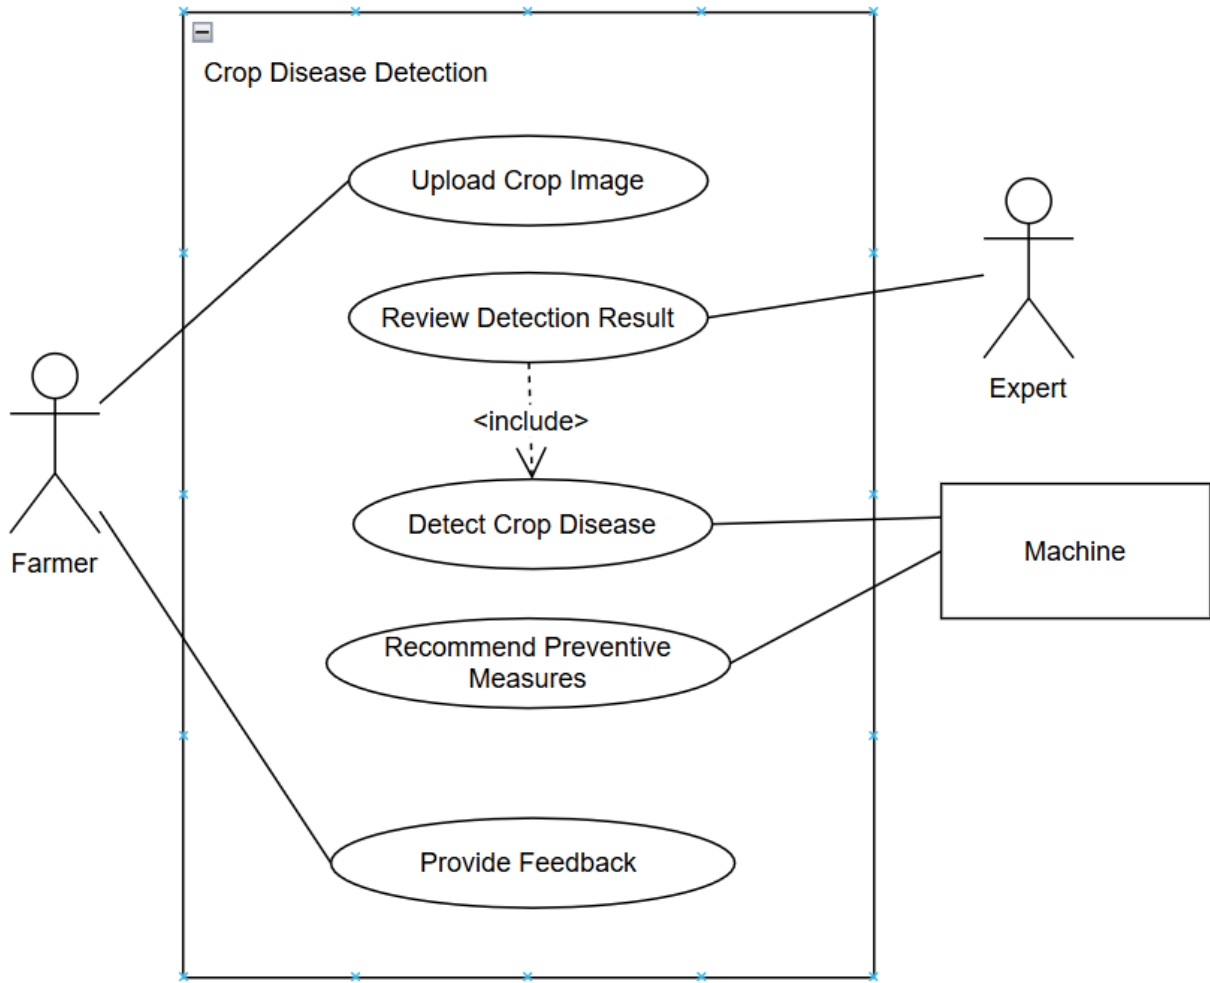 Crop Disease Detection
Upload Crop Image
Review Detection Result
Expert
<include>
Detect Crop Disease
Machine
Farmer
Recommend Preventive
Measures
Provide Feedback